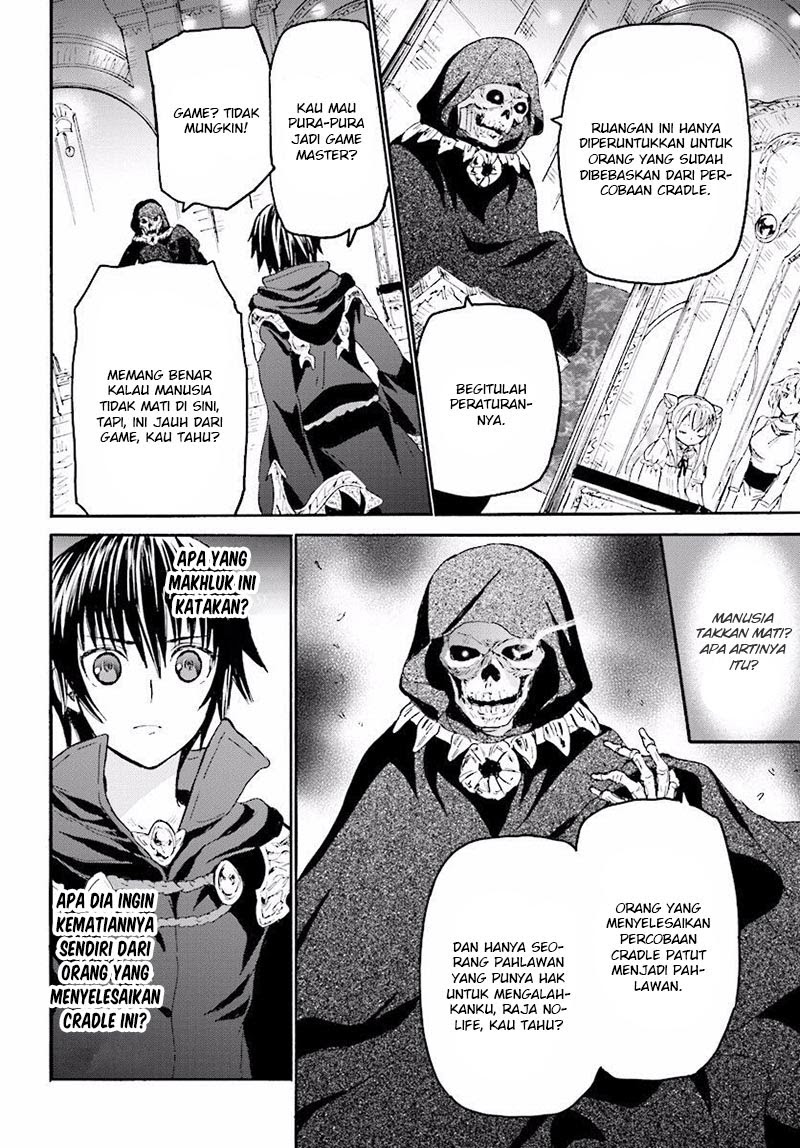 RUANGAN INI HANYA
DIPERUNTUKKAN UNTUK
ORANG YANG SUDAH
DIBEBASKAN DARI PER-
COBAAN CRADLE.
BEGITULAH
PERATURAN-
NYA.
KAU MAU
PURA-PURA
JADI GAME
MASTER?
GAME? TIDAK
MUNGKIN!
MEMANG BENAR
KALAU MANUSIA
TIDAK MATI DI SINI,
TAPI, INI JAUH DARI
GAME, KAU TAHU?
MANUSIA
TAKKAN MATI?
APA ARTINYA
ITU?
ORANG YANG
MENYELESAIKAN
PERCOBAAN
CRADLE PATUT
MENJADI PAH-
LAWAN.
DAN HANYA SEO-
RANG PAHLAWAN
YANG PUNYA HAK
UNTUK MENGALAH-
KANKU, RAJA NO-
LIFE, KAU TAHU?
APA YANG
MAKHLUK INI
KATAKAN?
APA DIA INGIN
KEMATIANNYA
SENDIRI DARI
ORANG YANG
MENYELESAIKAN
CRADLE INI?